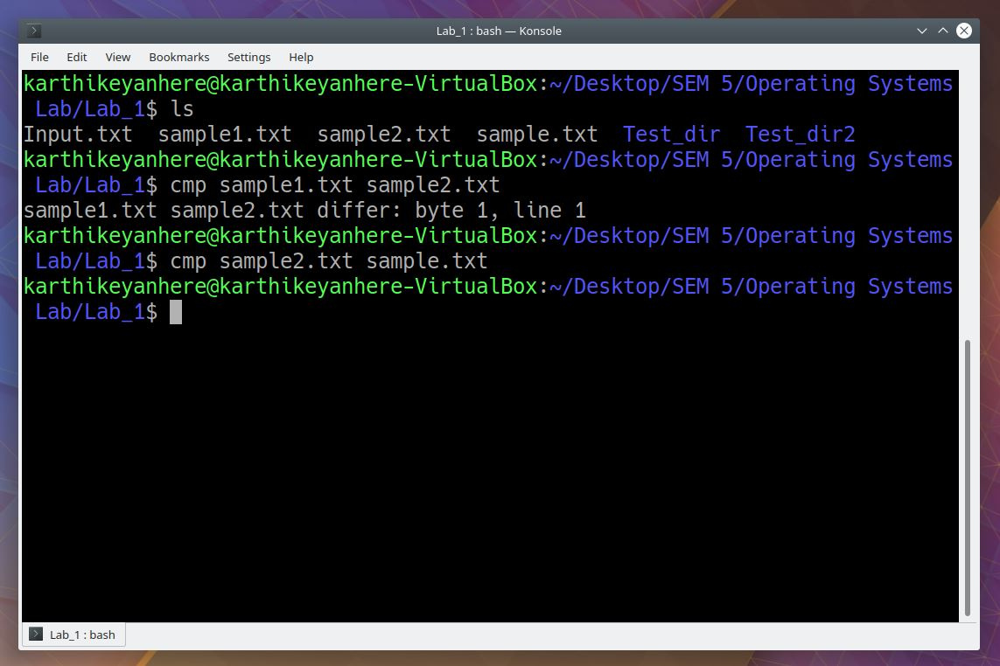 Lab_1 : bash — Konsole
File Edit View Bookmarks Settings Help
karthikeyanhere@karthikeyanhere-VirtualBox:~/Desktop/SEM 5/Operating Systems
Lab/Lab_1$ ls
Input.txt sample1.txt sample2.txt sample.txt Test_dir Test_dir2
karthikeyanhere@karthikeyanhere-VirtualBox:~/Desktop/SEM 5/Operating Systems
Lab/Lab_1$ cmp sample1.txt sample2.txt
sample1.txt sample2.txt differ: byte 1, line 1
karthikeyanhere@karthikeyanhere-VirtualBox:~/Desktop/SEM 5/Operating Systems
Lab/Lab_1$ cmp sample2.txt sample.txt
karthikeyanhere@karthikeyanhere-VirtualBox:~/Desktop/SEM 5/Operating Systems
Lab/Lab_1$
Lab_1 : bash